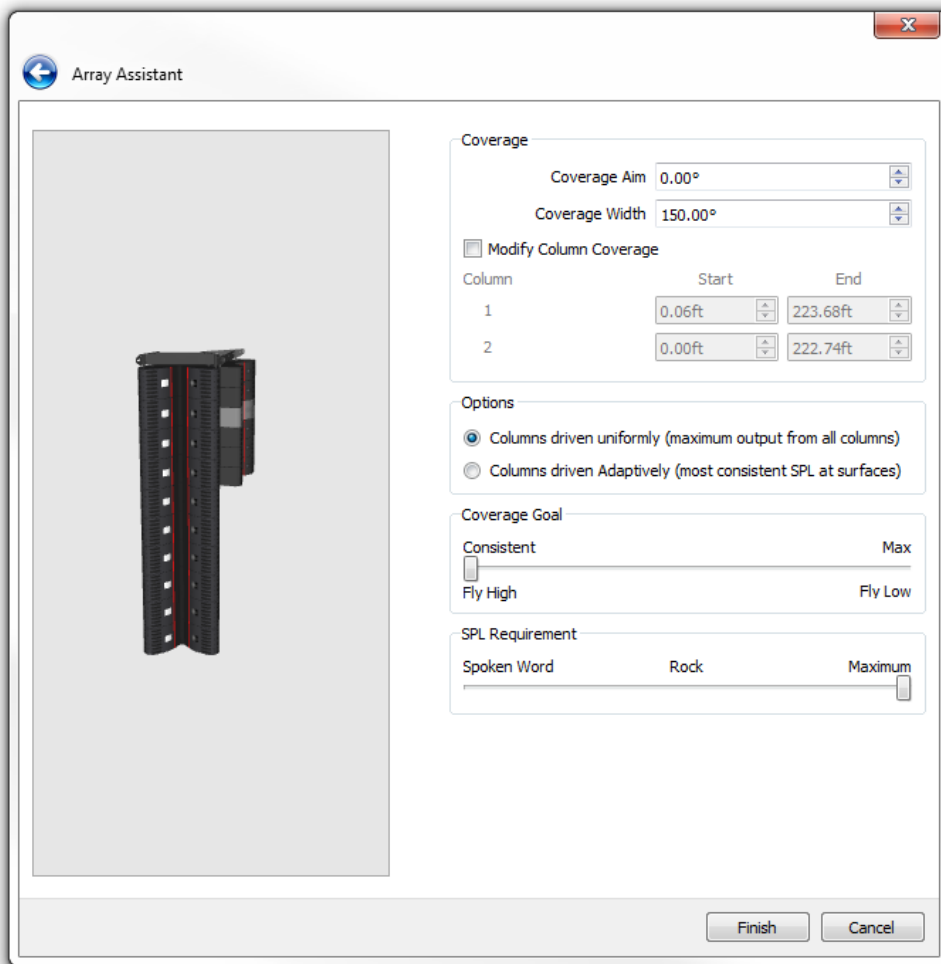 Array Assistant
Coverage
Coverage Aim 0.00°
Coverage Width 150.00°
Modify Column Coverage
Column Start End
1 0.06ft 223.68ft
2 0.00ft 222.74ft
Options
Columns driven uniformly (maximum output from all columns)
Columns driven Adaptively (most consistent SPL at surfaces)
Coverage Goal
Consistent Max
Fly High Fly Low
SPL Requirement
Spoken Word Rock Maximum
Finish Cancel